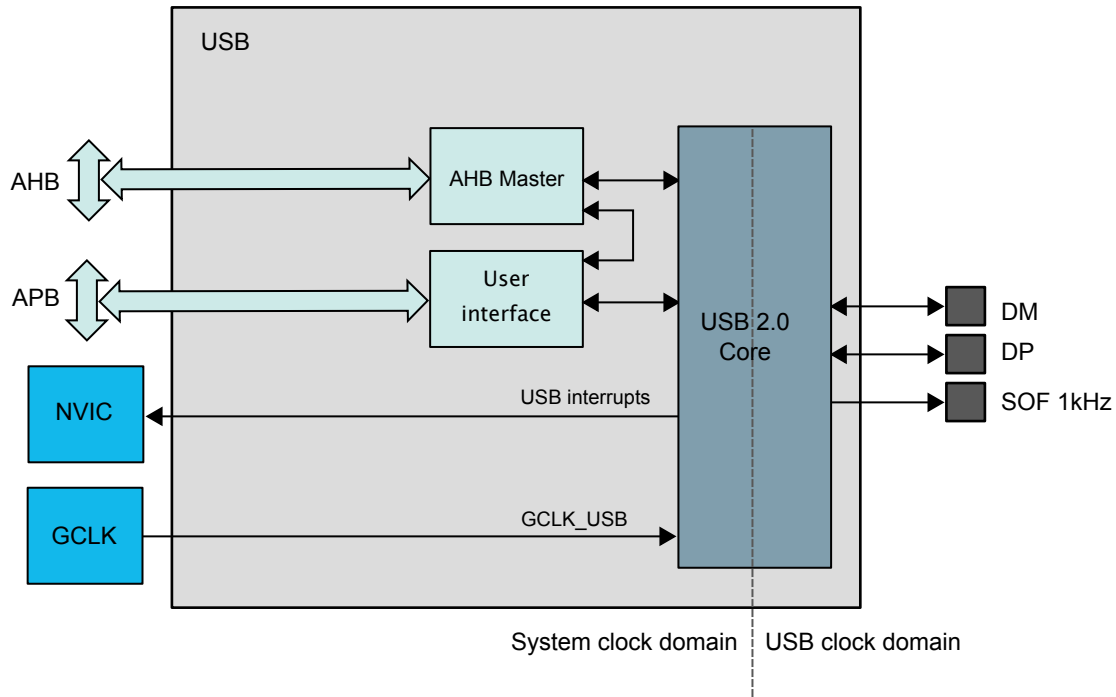 USB
AHB
AHB Master
APB
User
interface
USB 2.0
Core
DM
DP
SOF 1kHz
NVIC
USB interrupts
GCLK
GCLK_USB
System clock domain
USB clock domain